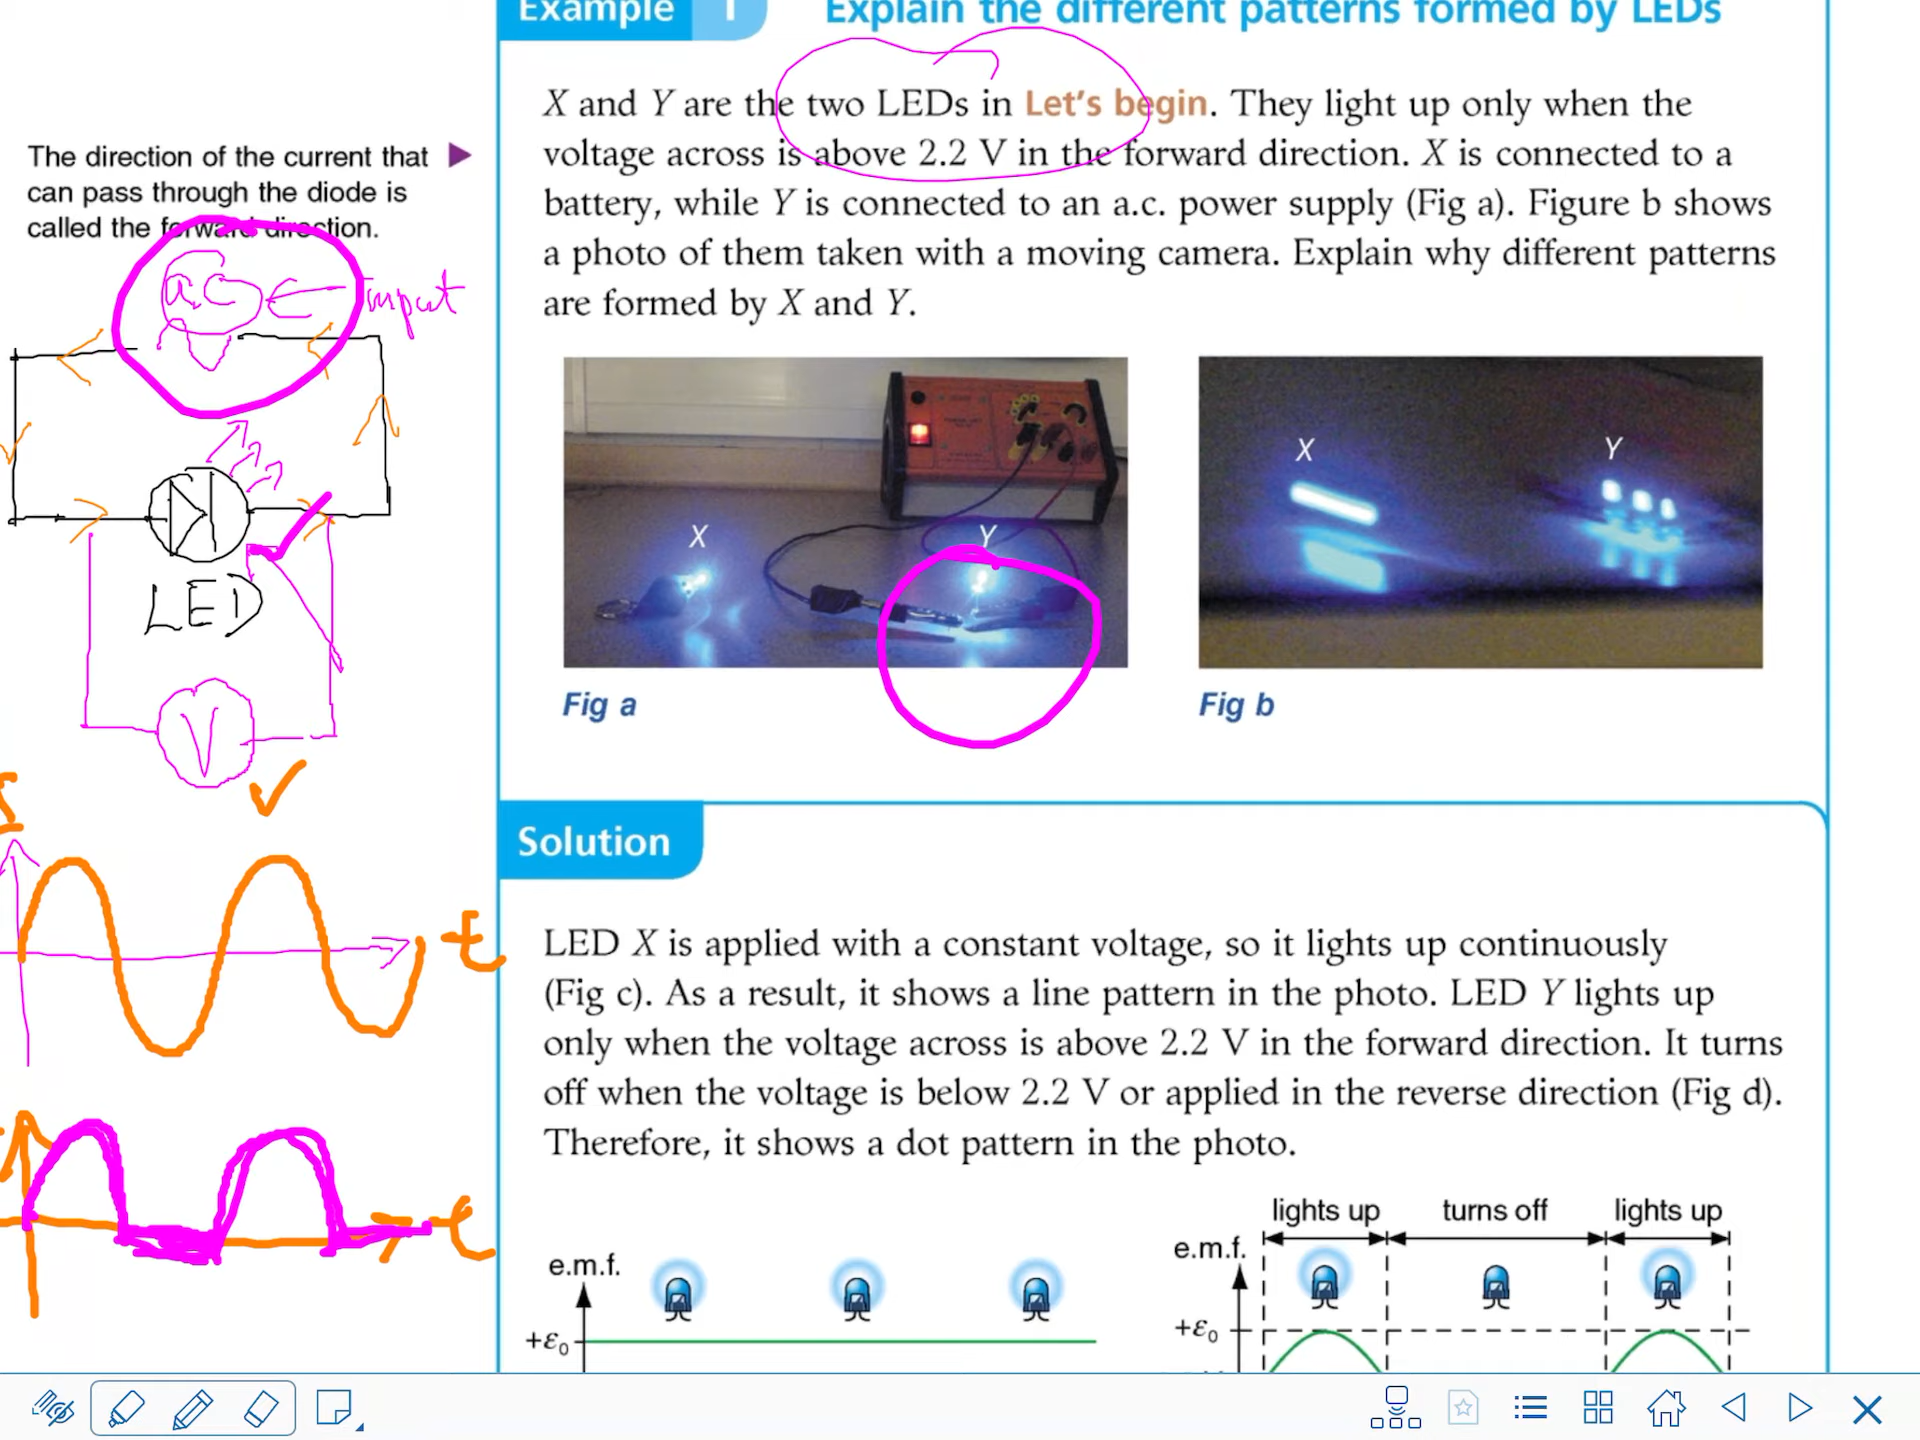 Example 1 Explain the different patterns formed by LEDs
The direction of the current that
can pass through the diode is
called the forward direction.
a.c.
input
LED
V
t
t
X and Y are the two LEDs in Let's begin. They light up only when the
voltage across is above 2.2 V in the forward direction. X is connected to a
battery, while Y is connected to an a.c. power supply (Fig a). Figure b shows
a photo of them taken with a moving camera. Explain why different patterns
are formed by X and Y.
X
Y
X
Y
Fig a
Fig b
Solution
LED X is applied with a constant voltage, so it lights up continuously
(Fig c). As a result, it shows a line pattern in the photo. LED Y lights up
only when the voltage across is above 2.2 V in the forward direction. It turns
off when the voltage is below 2.2 V or applied in the reverse direction (Fig d).
Therefore, it shows a dot pattern in the photo.
e.m.f.
+ε0
lights up turns off lights up
e.m.f.
+ε0